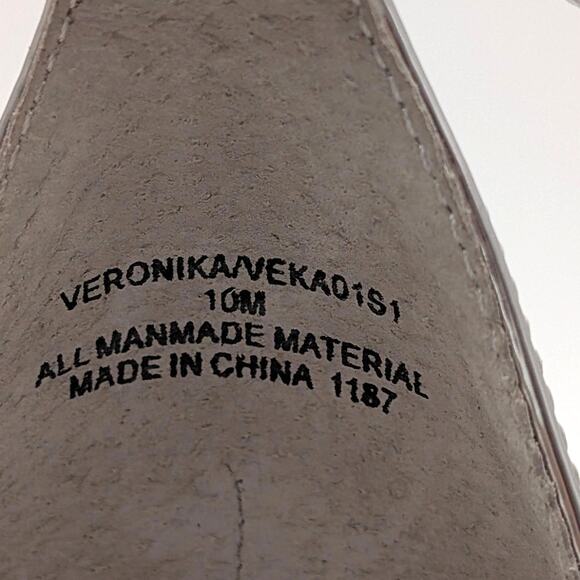 VERONIKA/VEKA01S1
10M
ALL MANMADE MATERIAL
MADE IN CHINA 1187